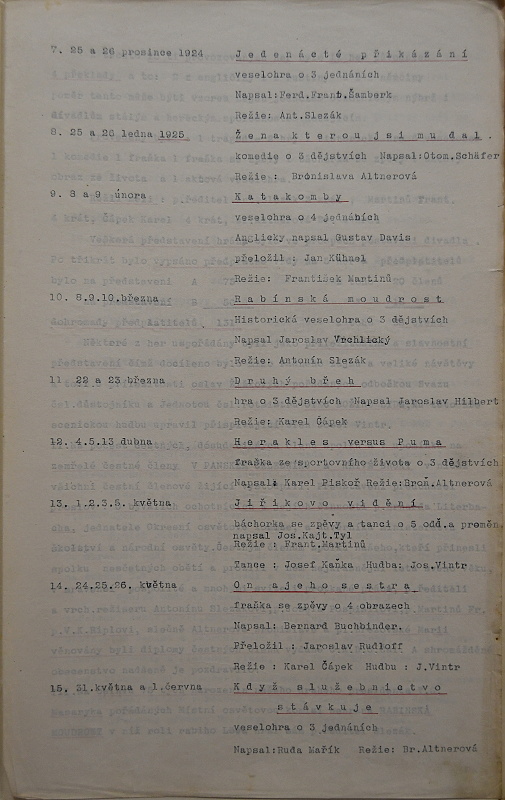 7. 25 a 26 prosince 1924 Jedenácté přikázání
veselohra o 3 jednáních
Napsal:Ferd.Frant.Šamberk
Režie: Ant.Slezák
8. 25 a 26 ledna 1925 Žena kterou jsi mu dal.
komedie o 3 dějstvích Napsal:Otom.Schäfer
Režie : Bronislava Altnerová
9. 8 a 9 února Katakomby
veselohra o 4 jednáních
Anglicky napsal Gustav Davis
přeložil : Jan Kühael
Režie: František Martinů
10. 8.9.10.března Rabínská moudrost
Historická veselohra o 3 dějstvích
Napsal Jaroslav Vrchlický
Režie: Antonín Slezák
11 22 a 23 března Druhý břeh
hra o 3 dějstvích Napsal Jaroslav Hilbert
Režie: Karel Čápek
12. 4.5.13 dubna Herakles versus Puma
fraška ze sportovního života o 3 dějstvích
Napsal: Karel Piskoř Režie:Bron.Altnerová
13. 1.2.3.8. května Jiříkovo vidění
báchorka se zpěvy a tanci o 5 odd.a proměn.
napsal Jos.Kajt.Tyl
Režie : Frant.Martinů
Tance : Josef Kaňka Hudba: Jos.Vintr
14. 24.25.26. května On a jeho sestra
fraška se zpěvy o 4 obrazech
Napsal: Bernard Buchbinder.
Přeložil : Jaroslav Rudloff
Režie : Karel Čápek Hudbu : J.Vintr
15. 31.května a 1.června Když služebnictvo
stávkuje
veselohra o 3 jednáních
Napsal:Ruda Mařík Režie: Br.Altnerová